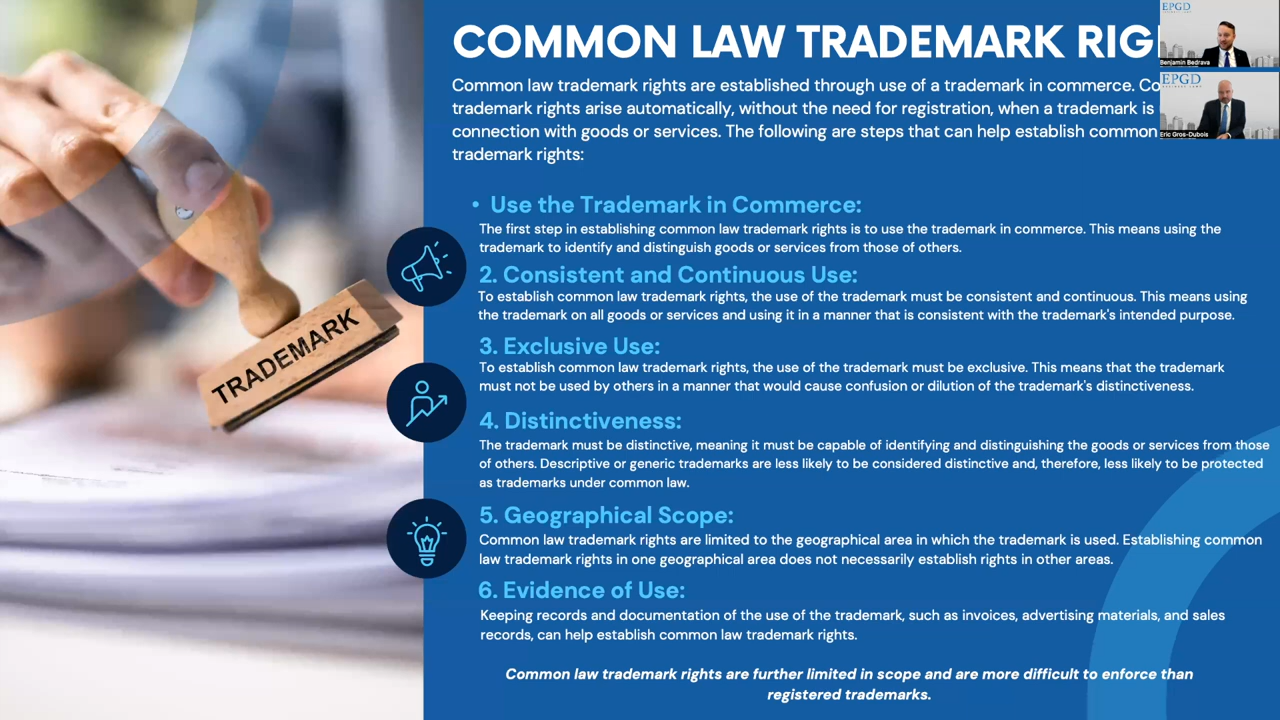 COMMON LAW TRADEMARK RIG
Common law trademark rights are established through use of a trademark in commerce. Co
trademark rights arise automatically, without the need for registration, when a trademark is
connection with goods or services. The following are steps that can help establish common
trademark rights:
• Use the Trademark in Commerce:
The first step in establishing common law trademark rights is to use the trademark in commerce. This means using the
trademark to identify and distinguish goods or services from those of others.
2. Consistent and Continuous Use:
To establish common law trademark rights, the use of the trademark must be consistent and continuous. This means using
the trademark on all goods or services and using it in a manner that is consistent with the trademark's intended purpose.
3. Exclusive Use:
To establish common law trademark rights, the use of the trademark must be exclusive. This means that the trademark
must not be used by others in a manner that would cause confusion or dilution of the trademark's distinctiveness.
4. Distinctiveness:
The trademark must be distinctive, meaning it must be capable of identifying and distinguishing the goods or services from those
of others. Descriptive or generic trademarks are less likely to be considered distinctive and, therefore, less likely to be protected
as trademarks under common law.
5. Geographical Scope:
Common law trademark rights are limited to the geographical area in which the trademark is used. Establishing common
law trademark rights in one geographical area does not necessarily establish rights in other areas.
6. Evidence of Use:
Keeping records and documentation of the use of the trademark, such as invoices, advertising materials, and sales
records, can help establish common law trademark rights.
Common law trademark rights are further limited in scope and are more difficult to enforce than
registered trademarks.
TRADEMARK
EPGD
Benjamin Bedrava
EPGD
BUSINESS LAW
Eric Gros-Dubois